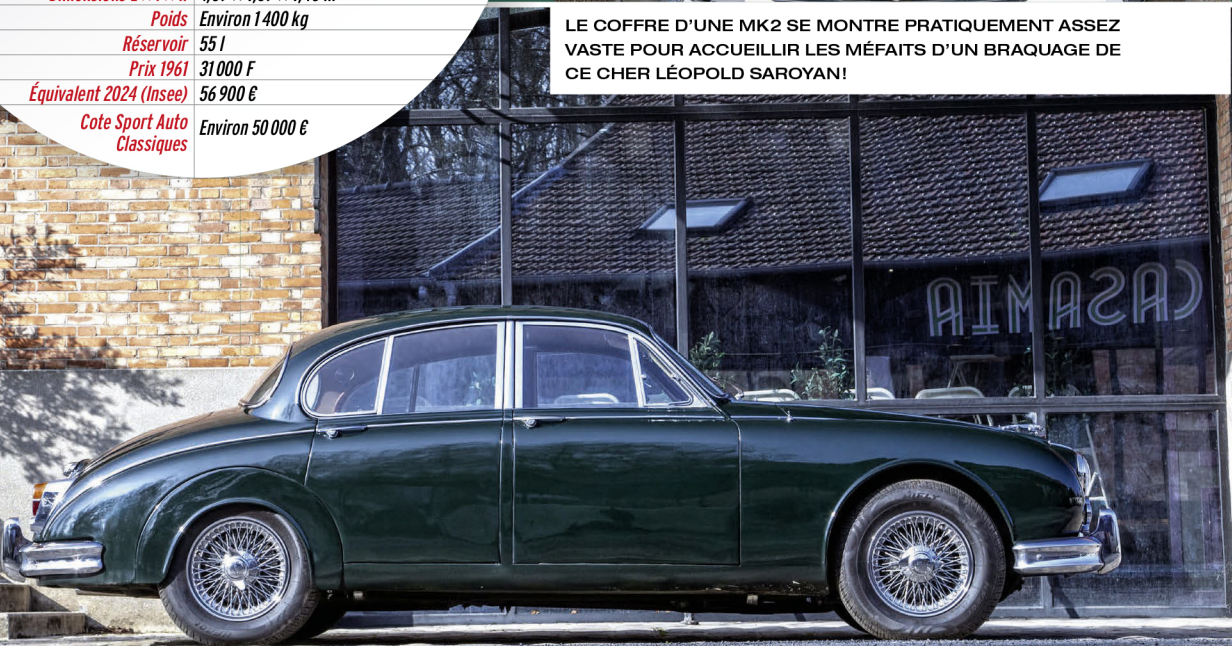 Poids Environ 1 400 kg
Réservoir 55 l
Prix 1961 31 000 F
Équivalent 2024 (Insee) 56 900 €
Cote Sport Auto
Classiques Environ 50 000 €
LE COFFRE D’UNE MK2 SE MONTRE PRATIQUEMENT ASSEZ
VASTE POUR ACCUEILLIR LES MÉFAITS D’UN BRAQUAGE DE
CE CHER LÉOPOLD SAROYAN !
CASAMIA